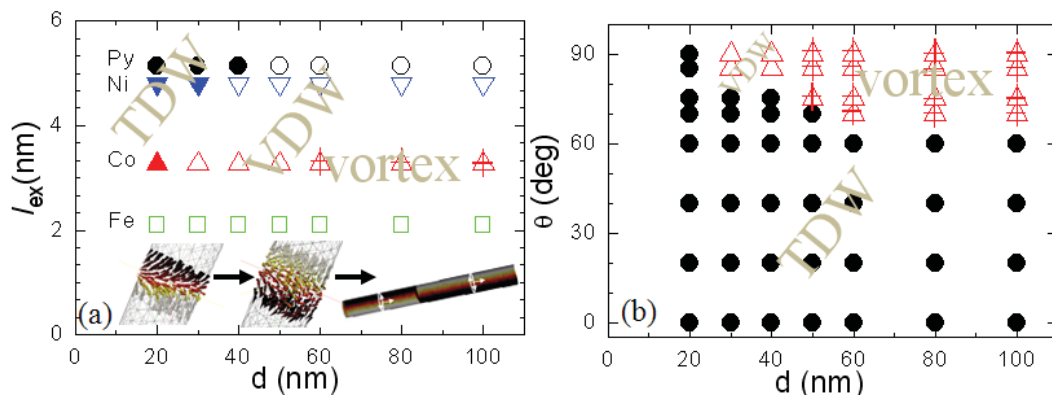 6
4
2
0
l_ex(nm)
Py
Ni
Co
Fe
TDW
VDW
vortex
(a)
0 20 40 60 80 100
d (nm)
90
60
30
0
θ (deg)
VDW
vortex
TDW
(b)
20 40 60 80 100
d (nm)